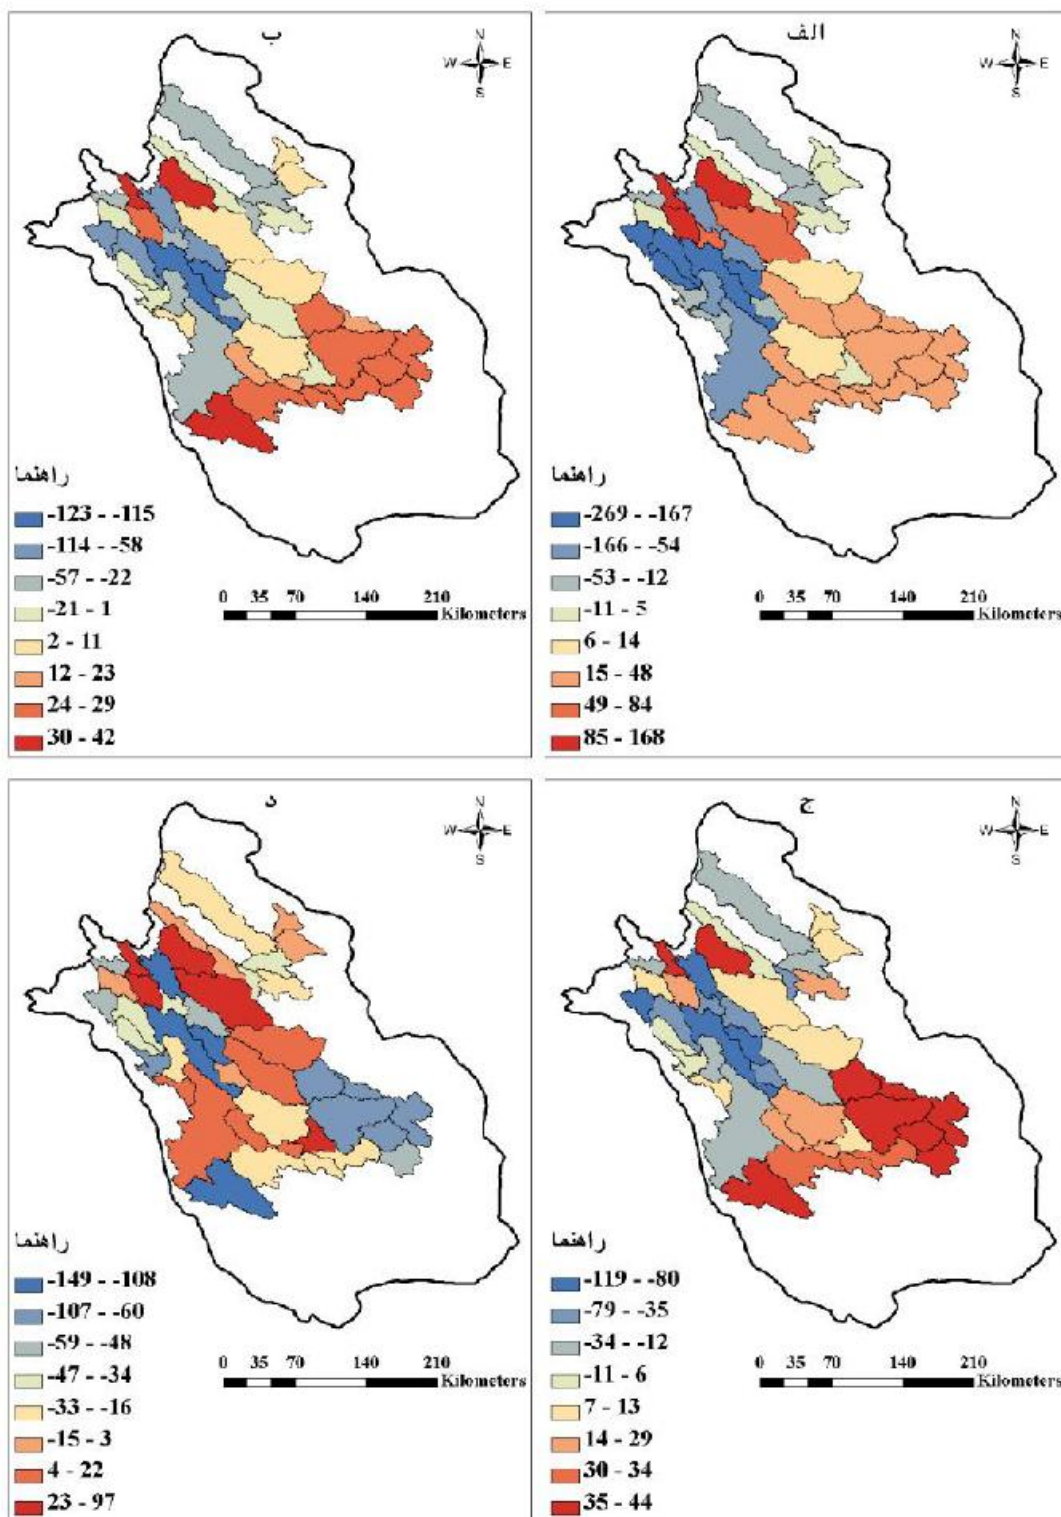 الف
N
W E
S
راهنما
-269 - -167
-166 - -54
-53 - -12
-11 - 5
6 - 14
15 - 48
49 - 84
85 - 168
0 35 70 140 210
Kilometers
ب
N
W E
S
راهنما
-123 - -115
-114 - -58
-57 - -22
-21 - 1
2 - 11
12 - 23
24 - 29
30 - 42
0 35 70 140 210
Kilometers
ج
N
W E
S
راهنما
-119 - -80
-79 - -35
-34 - -12
-11 - 6
7 - 13
14 - 29
30 - 34
35 - 44
0 35 70 140 210
Kilometers
د
N
W E
S
راهنما
-149 - -108
-107 - -60
-59 - -48
-47 - -34
-33 - -16
-15 - 3
4 - 22
23 - 97
0 35 70 140 210
Kilometers